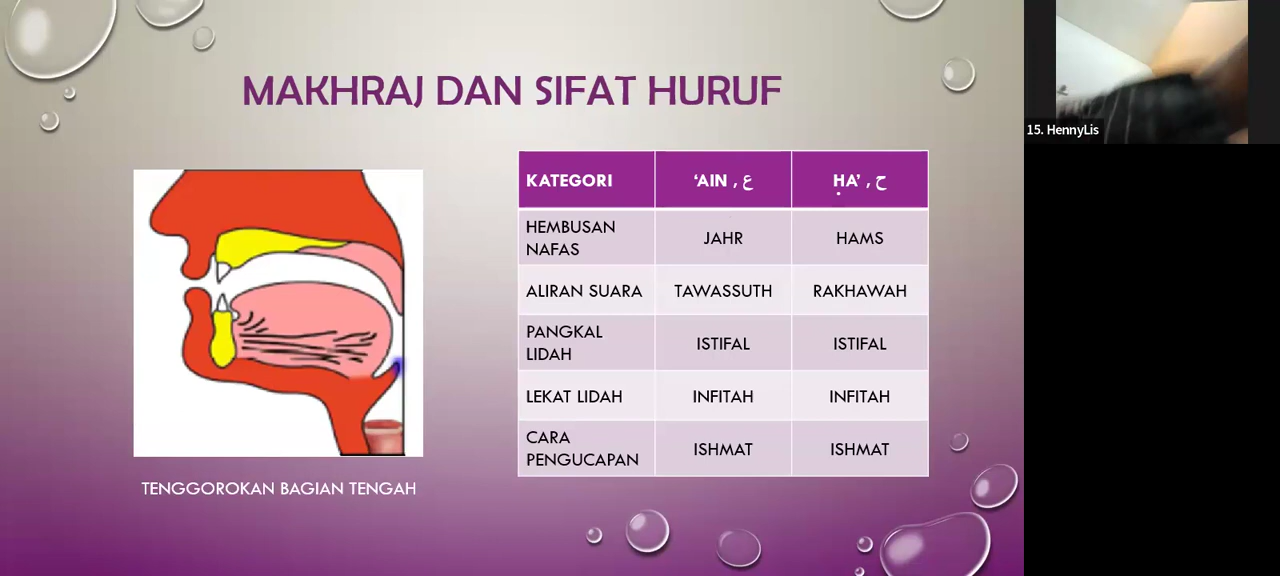 MAKHRAJ DAN SIFAT HURUF
KATEGORI
‘AIN , ع
ḤA’ , ح
HEMBUSAN
NAFAS
JAHR
HAMS
ALIRAN SUARA
TAWASSUTH
RAKHAWAH
PANGKAL
LIDAH
ISTIFAL
ISTIFAL
LEKAT LIDAH
INFITAH
INFITAH
CARA
PENGUCAPAN
ISHMAT
ISHMAT
TENGGOROKAN BAGIAN TENGAH
15. HennyLis